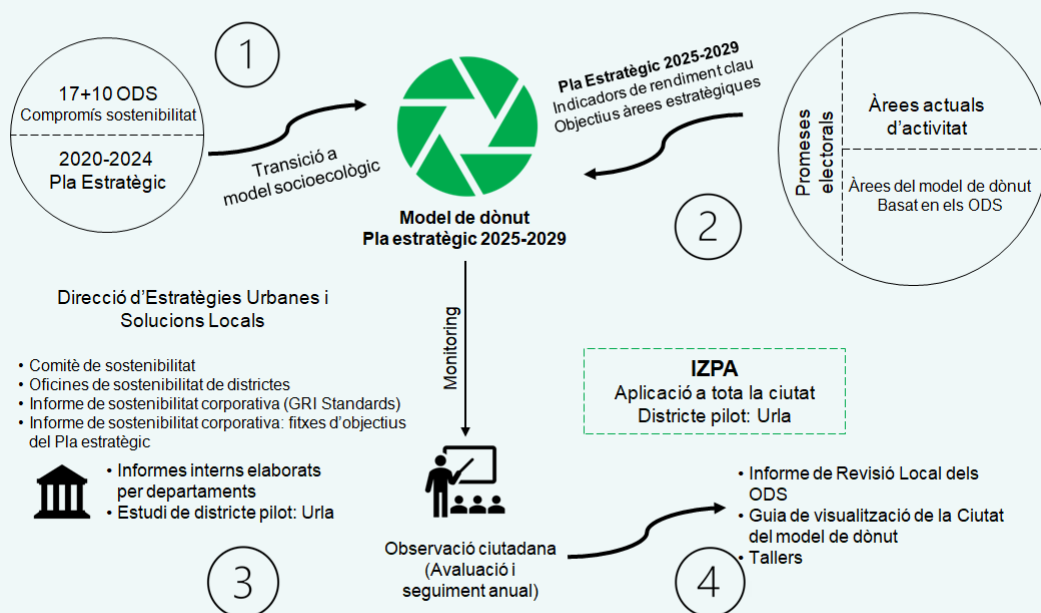 1
17+10 ODS
Compromís sostenibilitat
2020-2024
Pla Estratègic
Transició a
model socioecològic
Model de dònut
Pla estratègic 2025-2029
Pla Estratègic 2025-2029
Indicadors de rendiment clau
Objectius àrees estratègiques
Promeses
electorals
Àrees actuals
d’activitat
Àrees del model de dònut
Basat en els ODS
2
Direcció d’Estratègies Urbanes i
Solucions Locals
• Comitè de sostenibilitat
• Oficines de sostenibilitat de districtes
• Informe de sostenibilitat corporativa (GRI Standards)
• Informe de sostenibilitat corporativa: fitxes d’objectius
del Pla estratègic
• Informes interns elaborats
per departaments
• Estudi de districte pilot: Urla
3
Monitoring
Observació ciutadana
(Avaluació i
seguiment anual)
IZPA
Aplicació a tota la ciutat
Districte pilot: Urla
• Informe de Revisió Local dels
ODS
• Guia de visualització de la Ciutat
del model de dònut
• Tallers
4